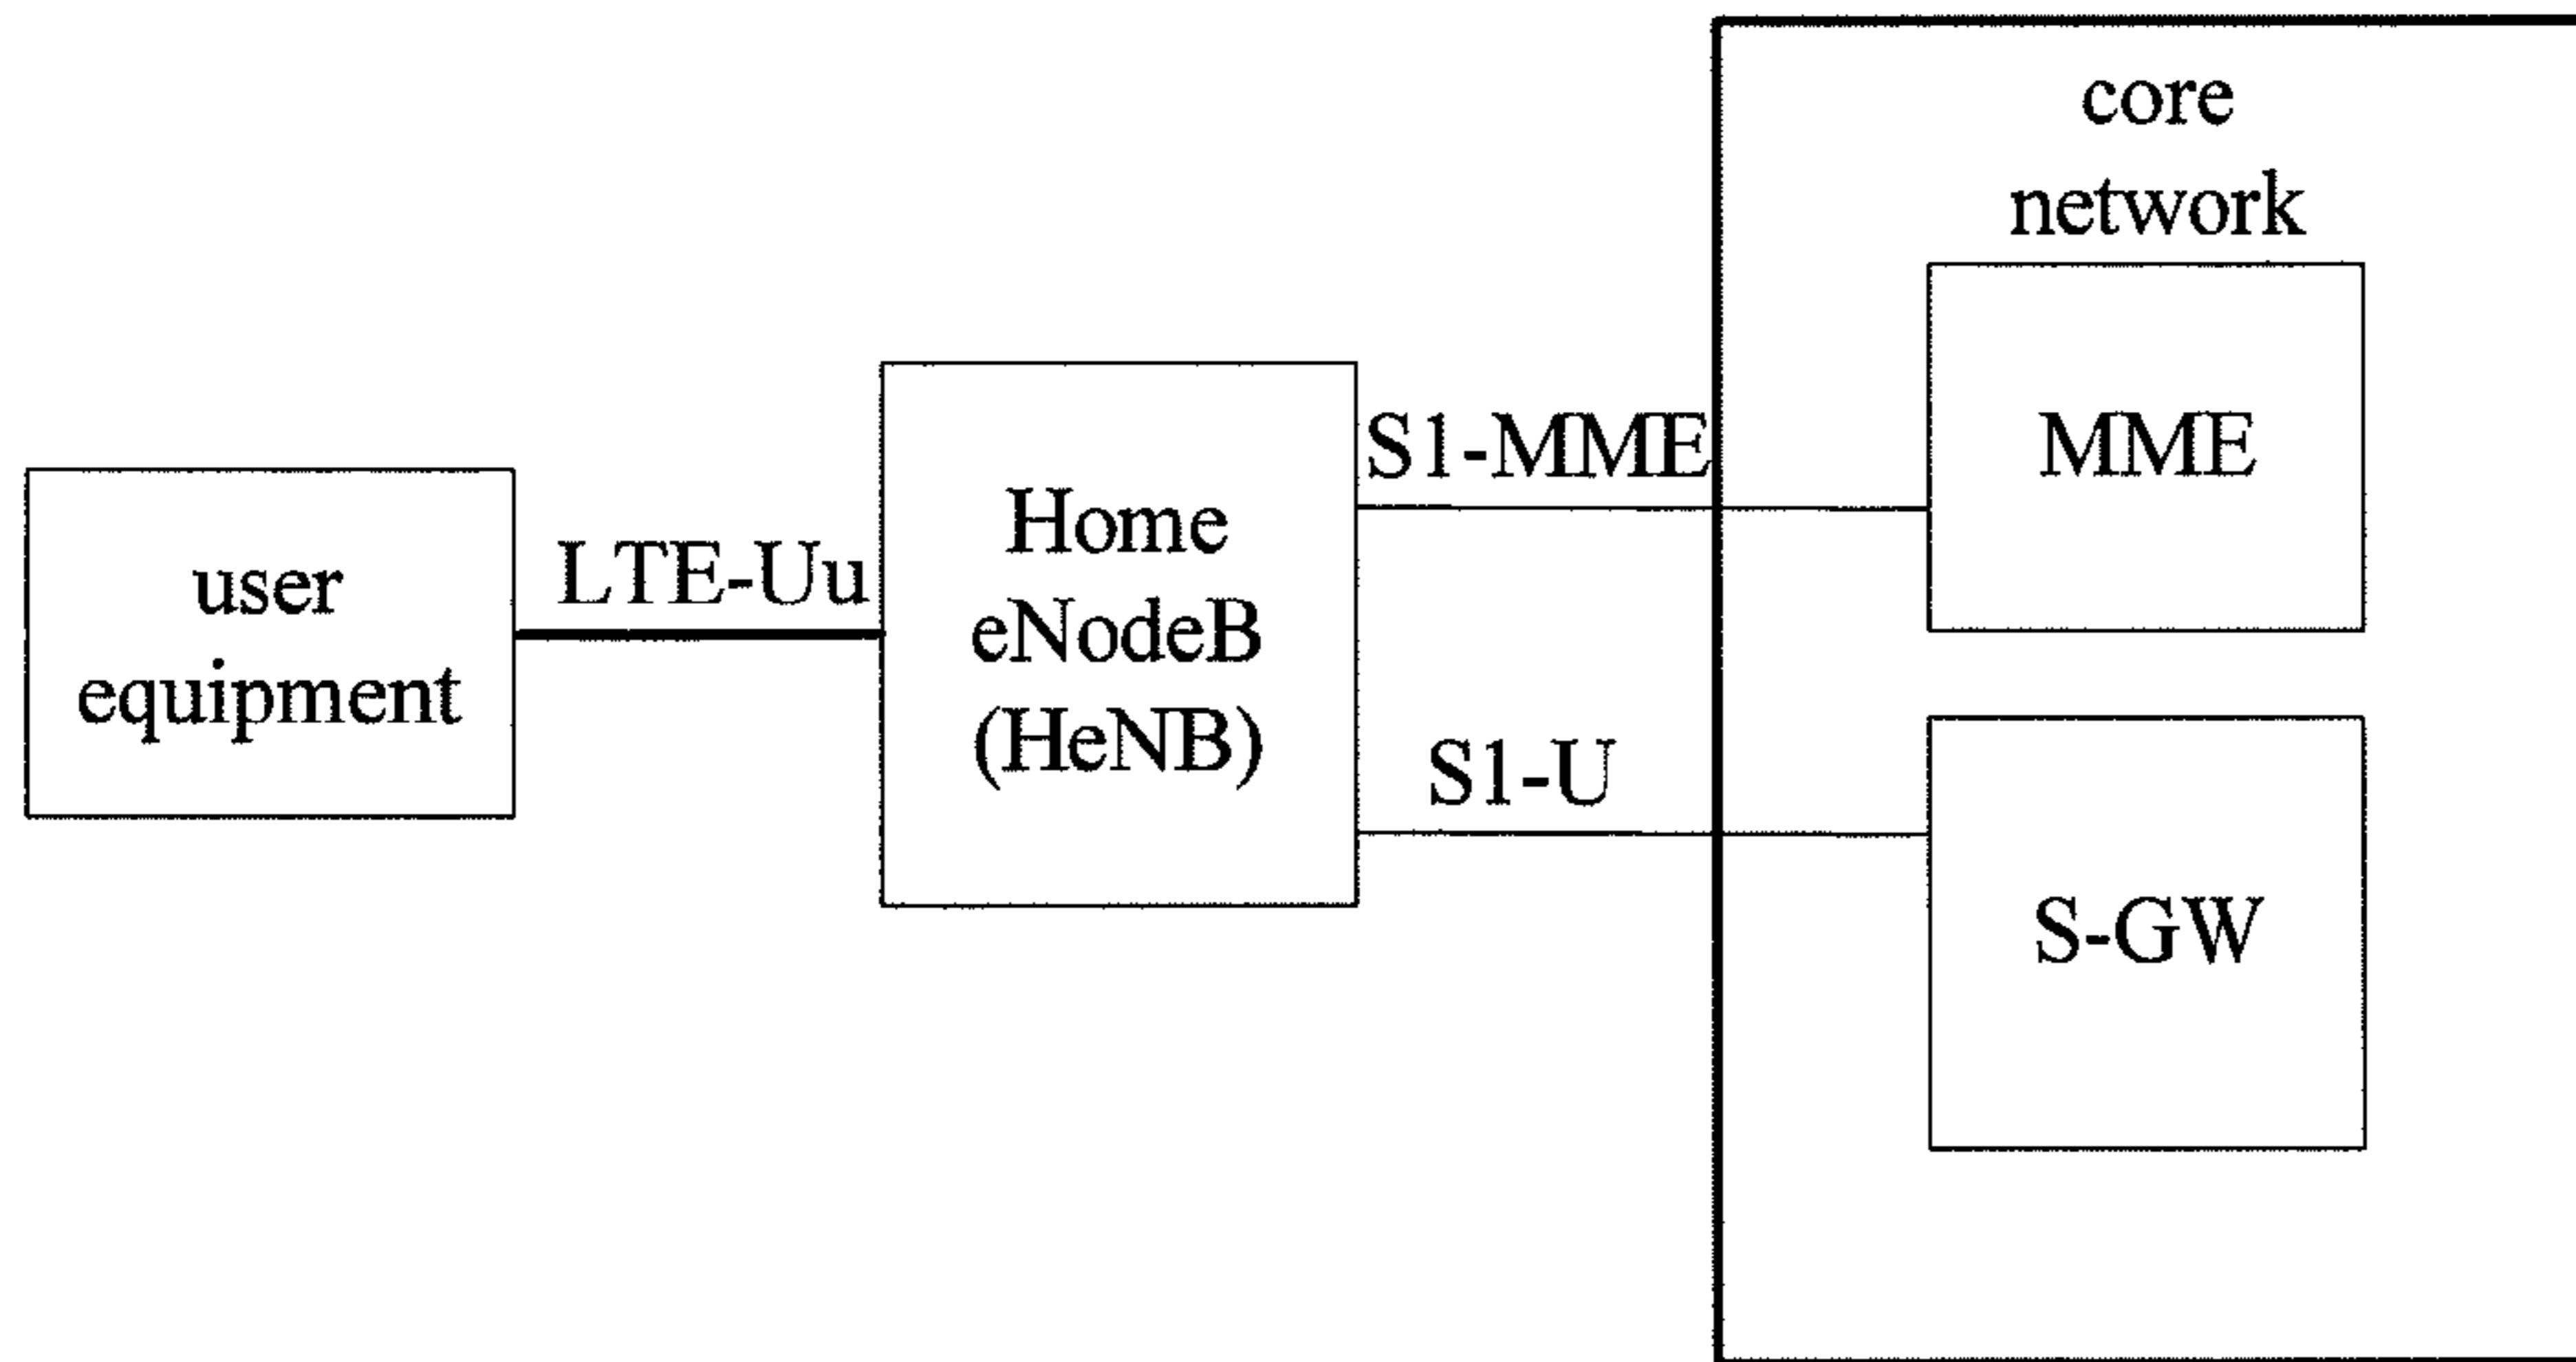 core
network
user
equipment
LTE-Uu
Home
eNodeB
(HeNB)
S1-MME
S1-U
MME
S-GW